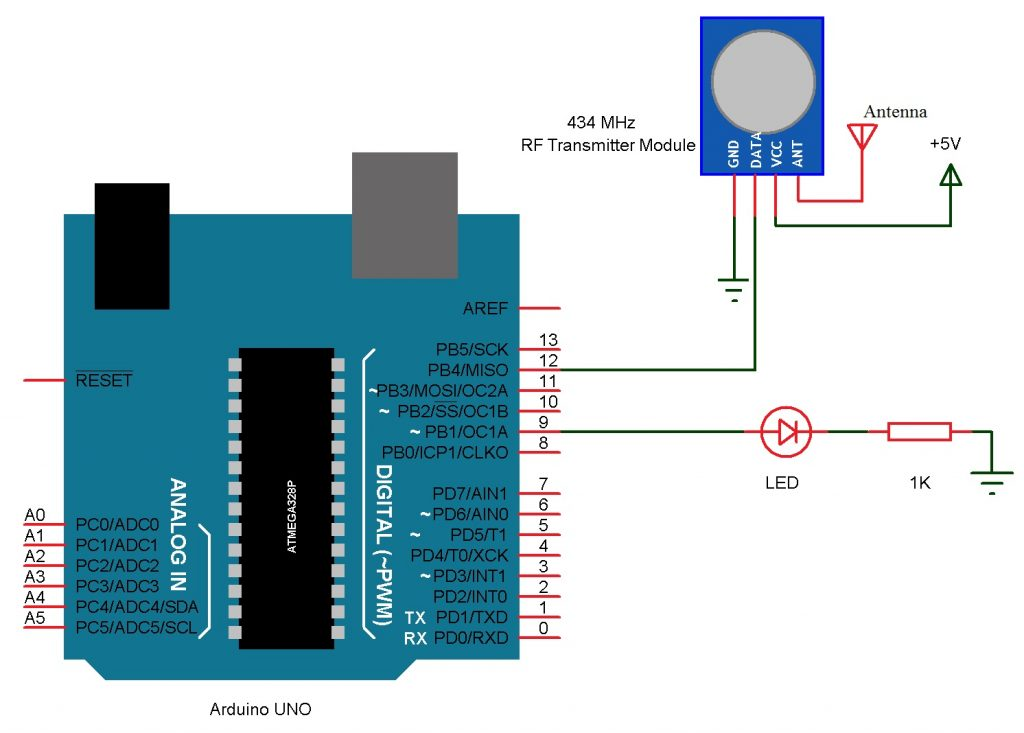 434 MHz
RF Transmitter Module
GND
DATA
VCC
ANT
Antenna
+5V
AREF
RESET
PB5/SCK 13
PB4/MISO 12
~PB3/MOSI/OC2A 11
~ PB2/SS/OC1B 10
~ PB1/OC1A 9
PB0/ICP1/CLKO 8
PD7/AIN1 7
~ PD6/AIN0 6
~ PD5/T1 5
PD4/T0/XCK 4
~PD3/INT1 3
PD2/INT0 2
TX PD1/TXD 1
RX PD0/RXD 0
DIGITAL (~PWM)
ATMEGA328P
ANALOG IN
A0 PC0/ADC0
A1 PC1/ADC1
A2 PC2/ADC2
A3 PC3/ADC3
A4 PC4/ADC4/SDA
A5 PC5/ADC5/SCL
LED
1K
Arduino UNO